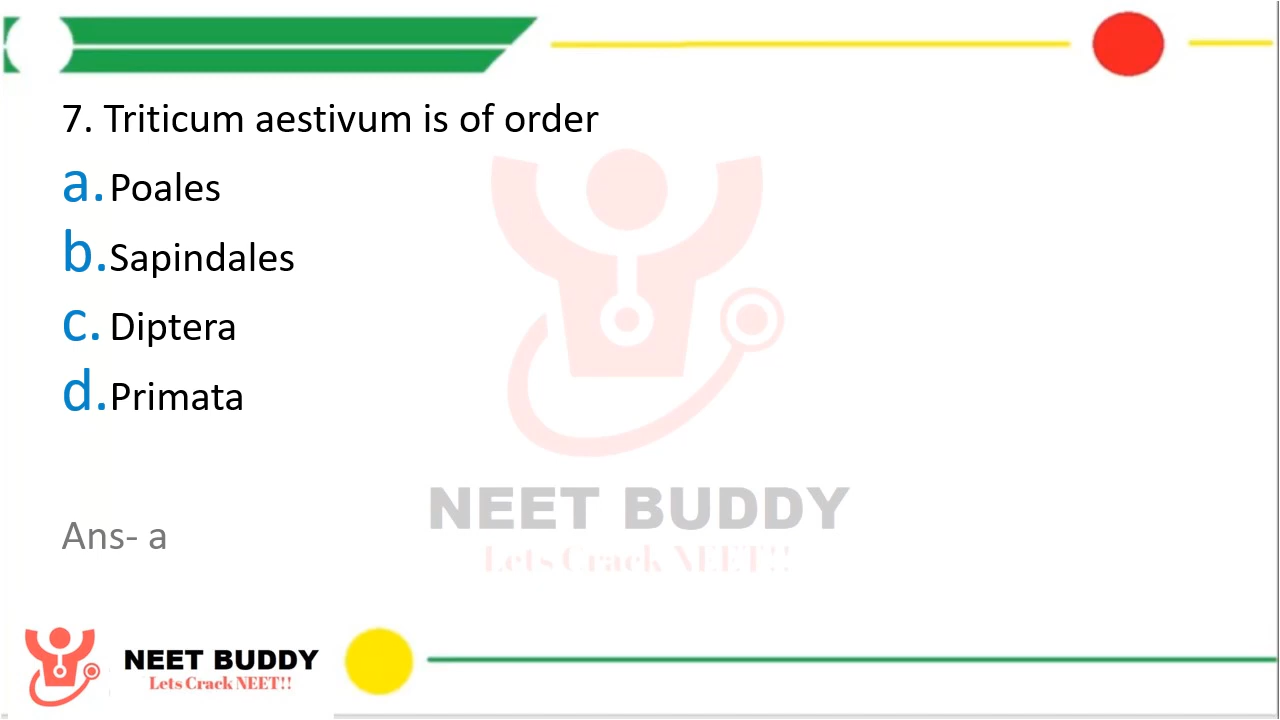 7. Triticum aestivum is of order
a. Poales
b. Sapindales
c. Diptera
d. Primata
NEET BUDDY
Lets Crack NEET!!
Ans- a
NEET BUDDY
Lets Crack NEET!!